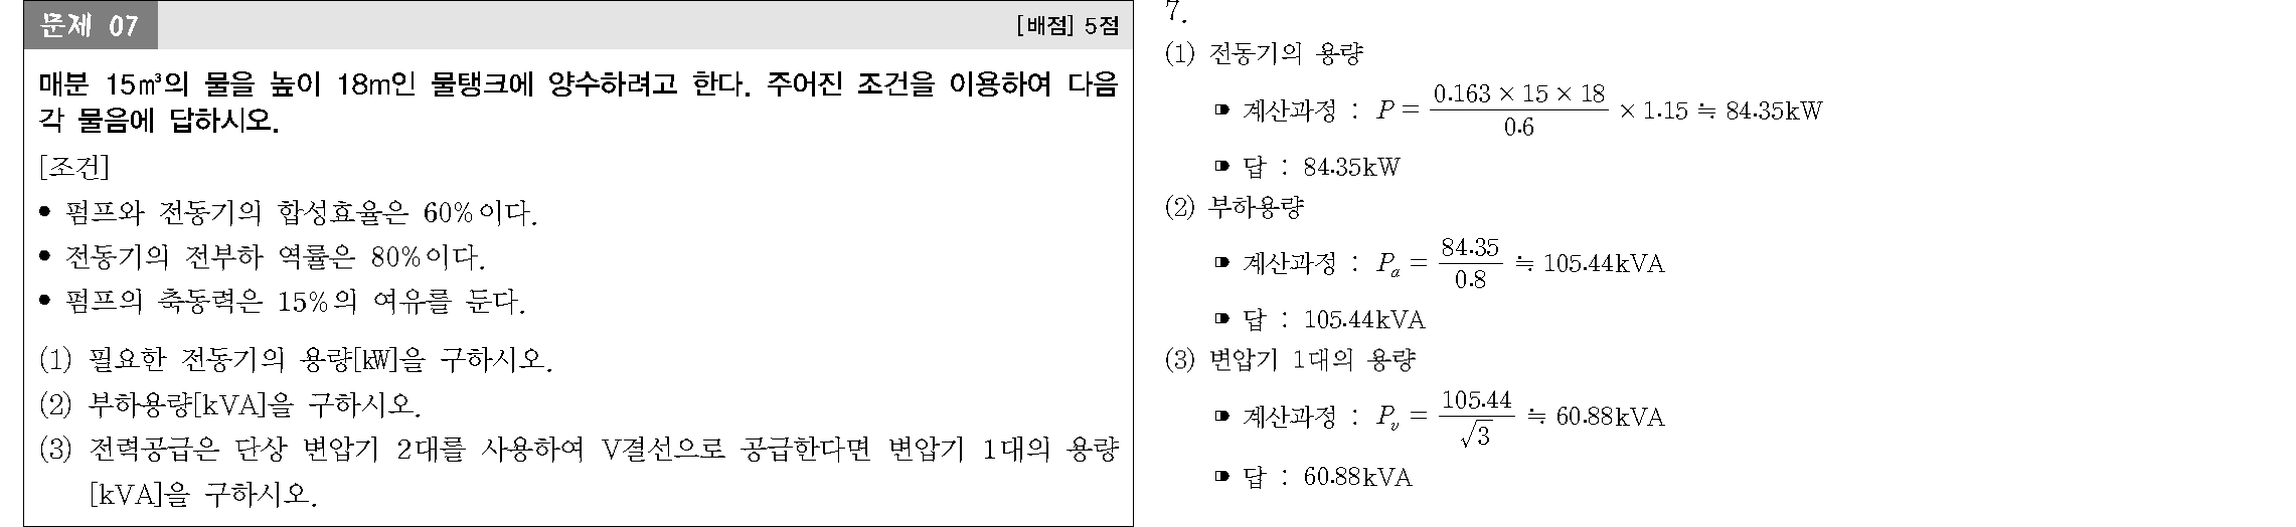 문제 07
[배점] 5점
매분 15㎥의 물을 높이 18m인 물탱크에 양수하려고 한다. 주어진 조건을 이용하여 다음
각 물음에 답하시오.
[조건]
● 펌프와 전동기의 합성효율은 60%이다.
● 전동기의 전부하 역률은 80%이다.
● 펌프의 축동력은 15%의 여유를 둔다.
(1) 필요한 전동기의 용량[㎾]을 구하시오.
(2) 부하용량[kVA]을 구하시오.
(3) 전력공급은 단상 변압기 2대를 사용하여 V결선으로 공급한다면 변압기 1대의 용량
[kVA]을 구하시오.
7.
(1) 전동기의 용량
➠ 계산과정 : P = (0.163 × 15 × 18)/0.6 × 1.15 ≒ 84.35kW
➠ 답 : 84.35kW
(2) 부하용량
➠ 계산과정 : Pₐ = 84.35/0.8 ≒ 105.44kVA
➠ 답 : 105.44kVA
(3) 변압기 1대의 용량
➠ 계산과정 : Pᵥ = 105.44/√3 ≒ 60.88kVA
➠ 답 : 60.88kVA